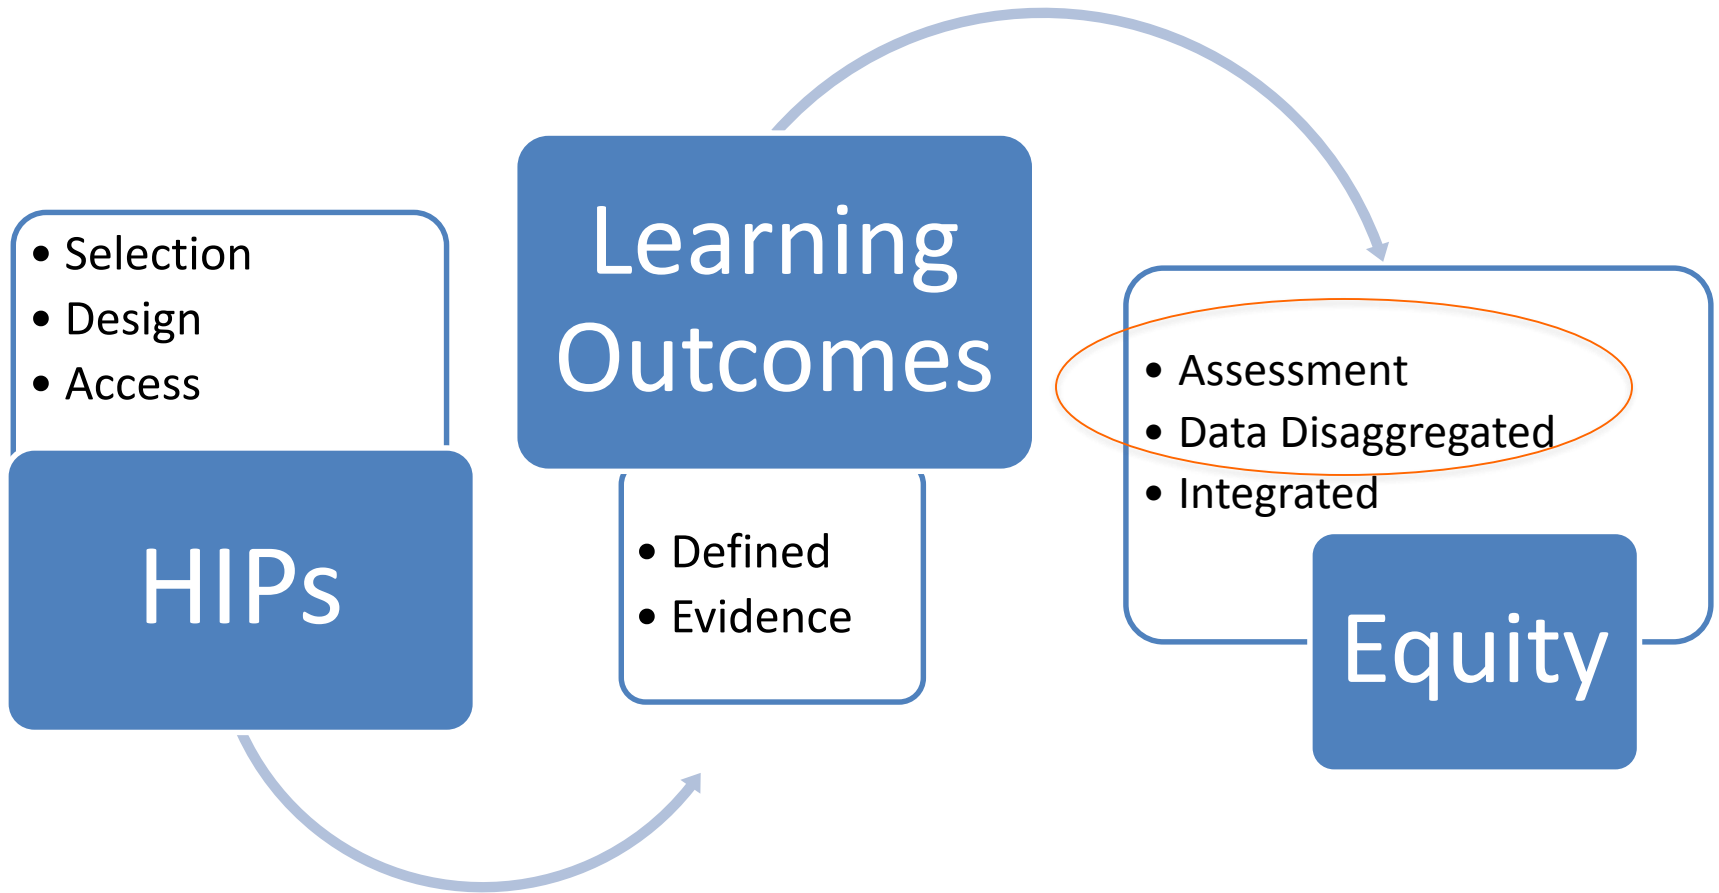 • Selection
• Design
• Access
HIPs
Learning
Outcomes
• Defined
• Evidence
• Assessment
• Data Disaggregated
• Integrated
Equity